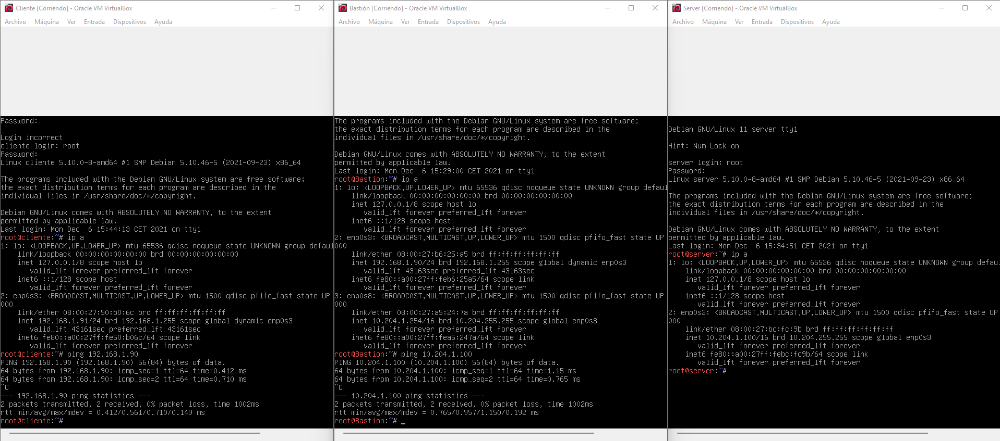 Cliente [Corriendo] - Oracle VM VirtualBox
Archivo Máquina Ver Entrada Dispositivos Ayuda
Password:
Login incorrect
cliente login: root
Password:
Linux cliente 5.10.0-8-amd64 #1 SMP Debian 5.10.46-5 (2021-09-23) x86_64
The programs included with the Debian GNU/Linux system are free software;
the exact distribution terms for each program are described in the
individual files in /usr/share/doc/*/copyright.
Debian GNU/Linux comes with ABSOLUTELY NO WARRANTY, to the extent
permitted by applicable law.
Last login: Mon Dec  6 15:44:13 CET 2021 on tty1
root@cliente:~# ip a
1: lo: <LOOPBACK,UP,LOWER_UP> mtu 65536 qdisc noqueue state UNKNOWN group defaul
link/loopback 00:00:00:00:00:00 brd 00:00:00:00:00:00
inet 127.0.0.1/8 scope host lo
valid_lft forever preferred_lft forever
inet6 ::1/128 scope host
valid_lft forever preferred_lft forever
2: enp0s3: <BROADCAST,MULTICAST,UP,LOWER_UP> mtu 1500 qdisc pfifo_fast state UP
000
link/ether 08:00:27:50:b0:6c brd ff:ff:ff:ff:ff:ff
inet 192.168.1.91/24 brd 192.168.1.255 scope global dynamic enp0s3
valid_lft 43161sec preferred_lft 43161sec
inet6 fe80::a00:27ff:fe50:b06c/64 scope link
valid_lft forever preferred_lft forever
root@cliente:~# ping 192.168.1.90
PING 192.168.1.90 (192.168.1.90) 56(84) bytes of data.
64 bytes from 192.168.1.90: icmp_seq=1 ttl=64 time=0.412 ms
64 bytes from 192.168.1.90: icmp_seq=2 ttl=64 time=0.710 ms
^C
--- 192.168.1.90 ping statistics ---
2 packets transmitted, 2 received, 0% packet loss, time 1002ms
rtt min/avg/max/mdev = 0.412/0.561/0.710/0.149 ms
root@cliente:~#
Bastión [Corriendo] - Oracle VM VirtualBox
Archivo Máquina Ver Entrada Dispositivos Ayuda
The programs included with the Debian GNU/Linux system are free software;
the exact distribution terms for each program are described in the
individual files in /usr/share/doc/*/copyright.
Debian GNU/Linux comes with ABSOLUTELY NO WARRANTY, to the extent
permitted by applicable law.
Last login: Mon Dec  6 15:29:00 CET 2021 on tty1
root@Bastion:~# ip a
1: lo: <LOOPBACK,UP,LOWER_UP> mtu 65536 qdisc noqueue state UNKNOWN group defaul
link/loopback 00:00:00:00:00:00 brd 00:00:00:00:00:00
inet 127.0.0.1/8 scope host lo
valid_lft forever preferred_lft forever
inet6 ::1/128 scope host
valid_lft forever preferred_lft forever
2: enp0s3: <BROADCAST,MULTICAST,UP,LOWER_UP> mtu 1500 qdisc pfifo_fast state UP
000
link/ether 08:00:27:b6:25:a5 brd ff:ff:ff:ff:ff:ff
inet 192.168.1.90/24 brd 192.168.1.255 scope global dynamic enp0s3
valid_lft 43163sec preferred_lft 43163sec
inet6 fe80::a00:27ff:feb6:25a5/64 scope link
valid_lft forever preferred_lft forever
3: enp0s8: <BROADCAST,MULTICAST,UP,LOWER_UP> mtu 1500 qdisc pfifo_fast state UP
000
link/ether 08:00:27:a5:24:7a brd ff:ff:ff:ff:ff:ff
inet 10.204.1.254/16 brd 10.204.255.255 scope global enp0s8
valid_lft forever preferred_lft forever
inet6 fe80::a00:27ff:fea5:247a/64 scope link
valid_lft forever preferred_lft forever
root@Bastion:~# ping 10.204.1.100
PING 10.204.1.100 (10.204.1.100) 56(84) bytes of data.
64 bytes from 10.204.1.100: icmp_seq=1 ttl=64 time=1.15 ms
64 bytes from 10.204.1.100: icmp_seq=2 ttl=64 time=0.765 ms
^C
--- 10.204.1.100 ping statistics ---
2 packets transmitted, 2 received, 0% packet loss, time 1002ms
rtt min/avg/max/mdev = 0.765/0.957/1.150/0.192 ms
root@Bastion:~# _
Server [Corriendo] - Oracle VM VirtualBox
Archivo Máquina Ver Entrada Dispositivos Ayuda
Debian GNU/Linux 11 server tty1
Hint: Num Lock on
server login: root
Password:
Linux server 5.10.0-8-amd64 #1 SMP Debian 5.10.46-5 (2021-09-23) x86_64
The programs included with the Debian GNU/Linux system are free software;
the exact distribution terms for each program are described in the
individual files in /usr/share/doc/*/copyright.
Debian GNU/Linux comes with ABSOLUTELY NO WARRANTY, to the extent
permitted by applicable law.
Last login: Mon Dec  6 15:34:51 CET 2021 on tty1
root@server:~# ip a
1: lo: <LOOPBACK,UP,LOWER_UP> mtu 65536 qdisc noqueue state UNKNOWN group defaul
link/loopback 00:00:00:00:00:00 brd 00:00:00:00:00:00
inet 127.0.0.1/8 scope host lo
valid_lft forever preferred_lft forever
inet6 ::1/128 scope host
valid_lft forever preferred_lft forever
2: enp0s3: <BROADCAST,MULTICAST,UP,LOWER_UP> mtu 1500 qdisc pfifo_fast state UP
000
link/ether 08:00:27:bc:fc:9b brd ff:ff:ff:ff:ff:ff
inet 10.204.1.100/16 brd 10.204.255.255 scope global enp0s3
valid_lft forever preferred_lft forever
inet6 fe80::a00:27ff:febc:fc9b/64 scope link
valid_lft forever preferred_lft forever
root@server:~#